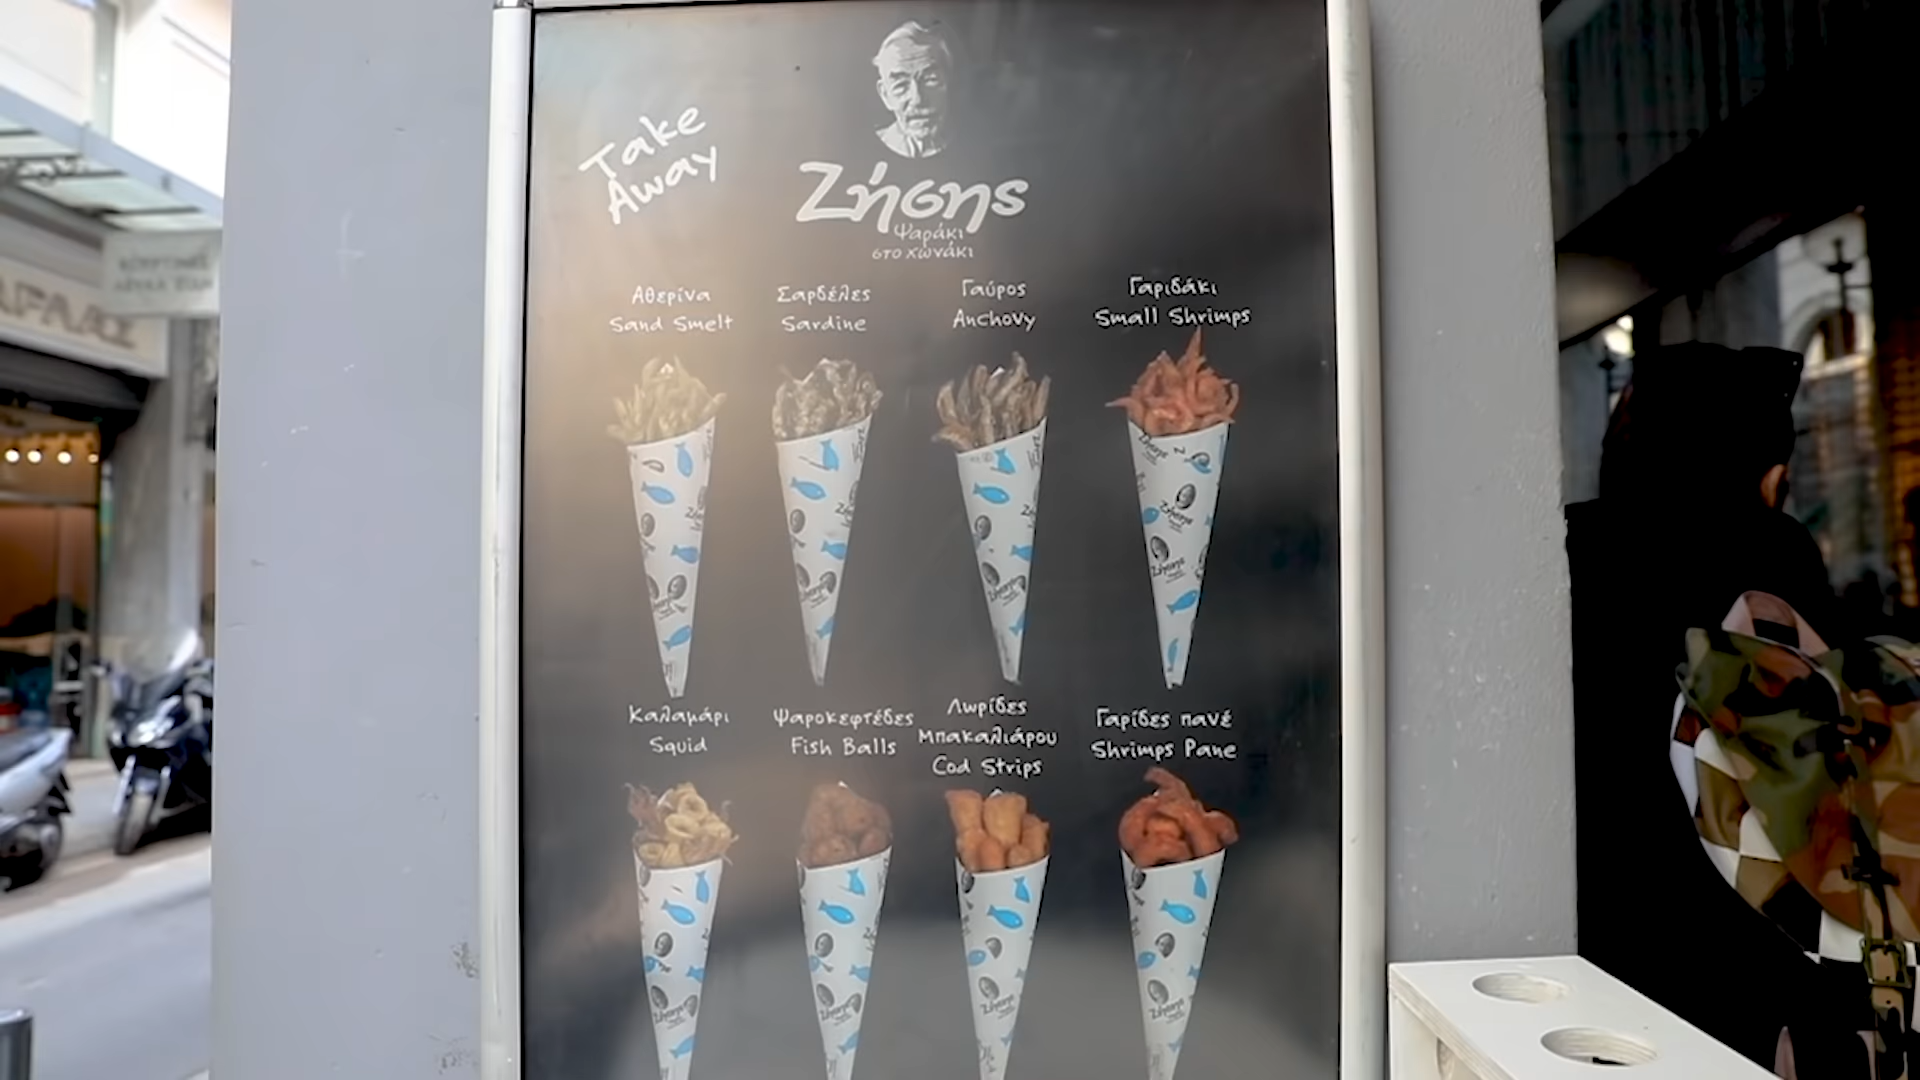 Take
Away
Ζήσης
Ψαράκι
στο χωνάκι
Αθερίνα
Sand Smelt
Σαρδέλες
Sardine
Γαύρος
Anchovy
Γαριδάκι
Small Shrimps
Καλαμάρι
Squid
Ψαροκεφτέδες
Fish Balls
Λωρίδες
Μπακαλιάρου
Cod Strips
Γαρίδες πανέ
Shrimps Pane